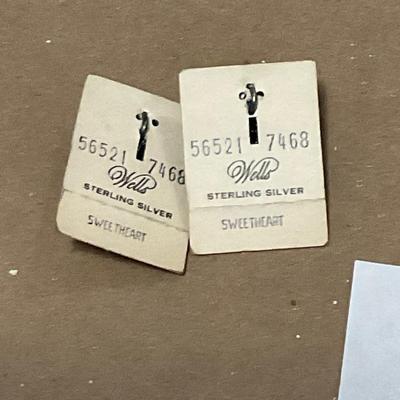 56521 7468
Wells
STERLING SILVER
SWEETHEART
56521 7468
Wells
STERLING SILVER
SWEETHEART